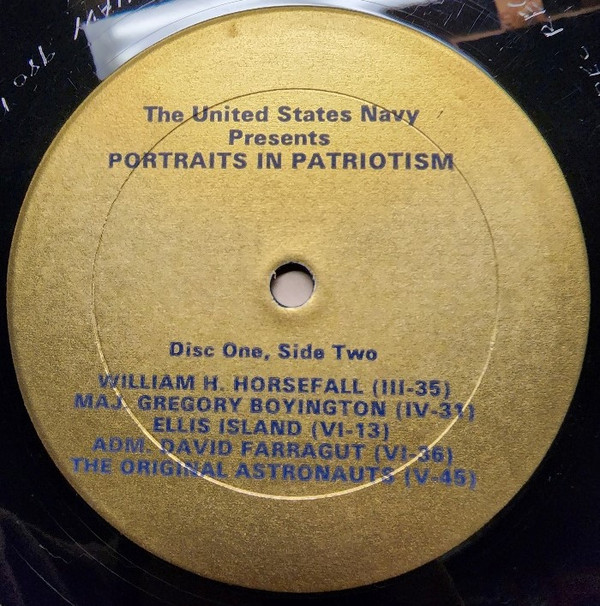 The United States Navy
Presents
PORTRAITS IN PATRIOTISM
Disc One, Side Two
WILLIAM H. HORSEFALL (III-35)
MAJ. GREGORY BOYINGTON (IV-31)
ELLIS ISLAND (VI-13)
ADM. DAVID FARRAGUT (VI-36)
THE ORIGINAL ASTRONAUTS (V-45)